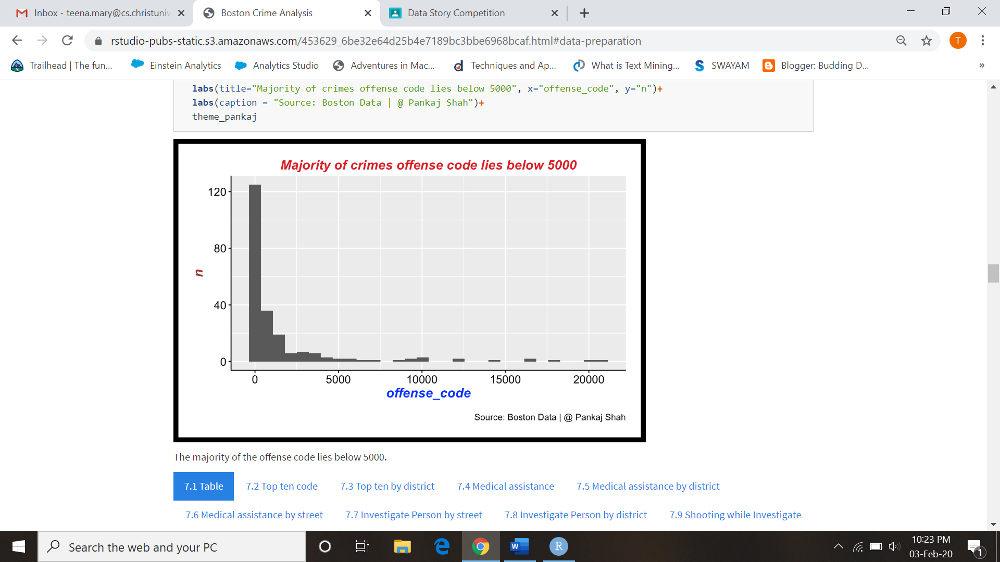 Inbox - teena.mary@cs.christuniv
Boston Crime Analysis
Data Story Competition
rstudio-pubs-static.s3.amazonaws.com/453629_6be32e64d25b4e7189bc3bbe6968bcaf.html#data-preparation
T
Trailhead | The fun...
Einstein Analytics
Analytics Studio
Adventures in Mac...
Techniques and Ap...
What is Text Mining...
SWAYAM
Blogger: Budding D...
»
labs(title="Majority of crimes offense code lies below 5000", x="offense_code", y="n")+
labs(caption = "Source: Boston Data | @ Pankaj Shah")+
theme_pankaj
Majority of crimes offense code lies below 5000
120
80
n
40
0
0 5000 10000 15000 20000
offense_code
Source: Boston Data | @ Pankaj Shah
The majority of the offense code lies below 5000.
7.1 Table 7.2 Top ten code 7.3 Top ten by district 7.4 Medical assistance 7.5 Medical assistance by district
7.6 Medical assistance by street 7.7 Investigate Person by street 7.8 Investigate Person by district 7.9 Shooting while Investigate
Search the web and your PC
W
R
10:23 PM
03-Feb-20
1